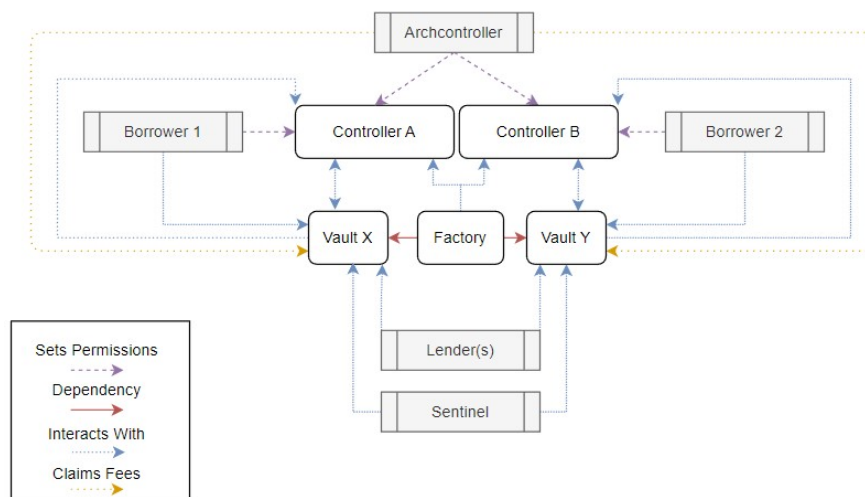 Archcontroller
Borrower 1
Controller A
Controller B
Borrower 2
Vault X
Factory
Vault Y
Lender(s)
Sentinel
Sets Permissions
Dependency
Interacts With
Claims Fees